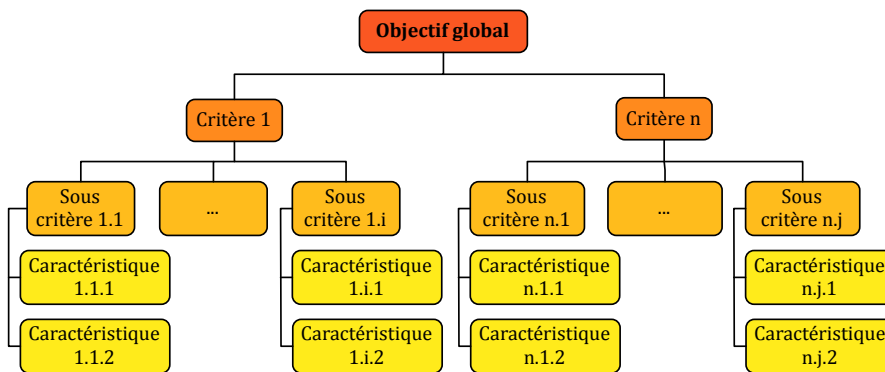 Objectif global
Critère 1
Critère n
Sous
critère 1.1
...
Sous
critère 1.i
Sous
critère n.1
...
Sous
critère n.j
Caractéristique
1.1.1
Caractéristique
1.i.1
Caractéristique
n.1.1
Caractéristique
n.j.1
Caractéristique
1.1.2
Caractéristique
1.i.2
Caractéristique
n.1.2
Caractéristique
n.j.2